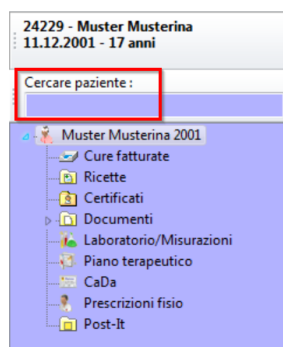 24229 - Muster Musterina
11.12.2001 - 17 anni
Cercare paziente :
Muster Musterina 2001
Cure fatturate
Ricette
Certificati
Documenti
Laboratorio/Misurazioni
Piano terapeutico
CaDa
Prescrizioni fisio
Post-It